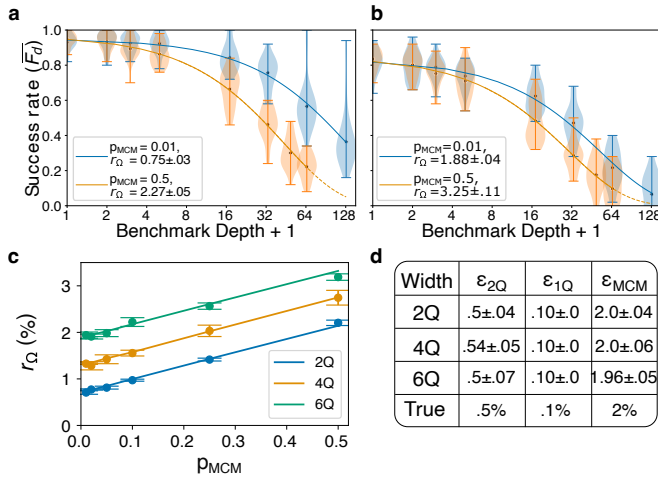 a
b
Success rate (F̅d)
1.0
0.8
0.6
0.4
0.2
0.0
pMCM = 0.01,
rΩ = 0.75±.03
pMCM = 0.5,
rΩ = 2.27±.05
1 2 4 8 16 32 64 128
Benchmark Depth + 1
pMCM=0.01,
rΩ=1.88±.04
pMCM=0.5,
rΩ=3.25±.11
1 2 4 8 16 32 64 128
Benchmark Depth + 1
c
rΩ (%)
3
2
1
0
2Q
4Q
6Q
0.0 0.1 0.2 0.3 0.4 0.5
pMCM
d
Width ε2Q ε1Q εMCM
2Q .5±.04 .10±.0 2.0±.04
4Q .54±.05 .10±.0 2.0±.06
6Q .5±.07 .10±.0 1.96±.05
True .5% .1% 2%